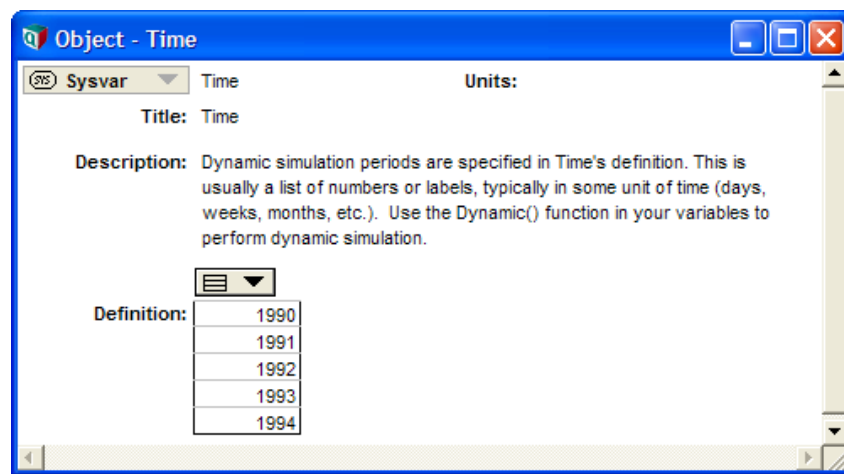 Object - Time
SYS Sysvar Time Units:
Title: Time
Description: Dynamic simulation periods are specified in Time's definition. This is
usually a list of numbers or labels, typically in some unit of time (days,
weeks, months, etc.). Use the Dynamic() function in your variables to
perform dynamic simulation.
Definition: 1990
1991
1992
1993
1994